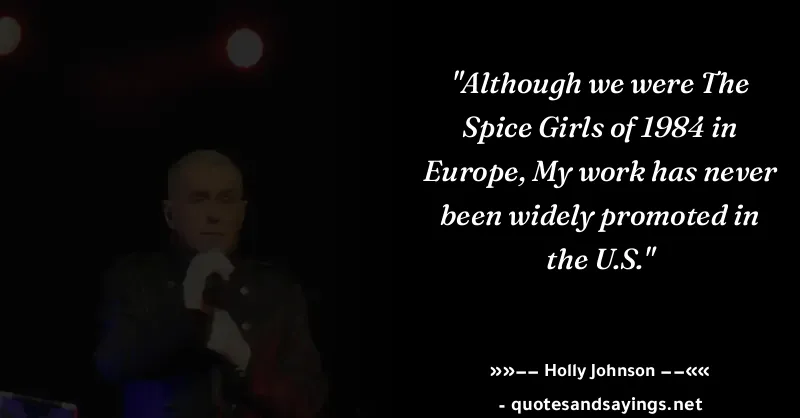 "Although we were The
Spice Girls of 1984 in
Europe, My work has never
been widely promoted in
the U.S."
»»–– Holly Johnson ––««
- quotesandsayings.net